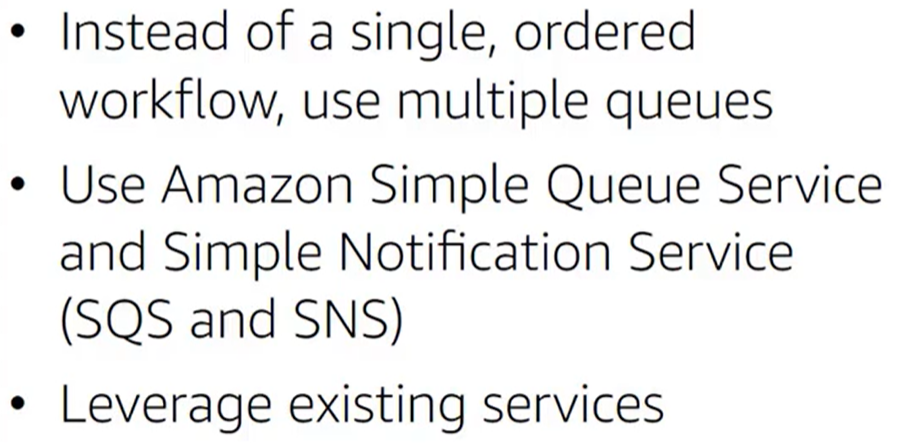 • Instead of a single, ordered
workflow, use multiple queues
• Use Amazon Simple Queue Service
and Simple Notification Service
(SQS and SNS)
• Leverage existing services